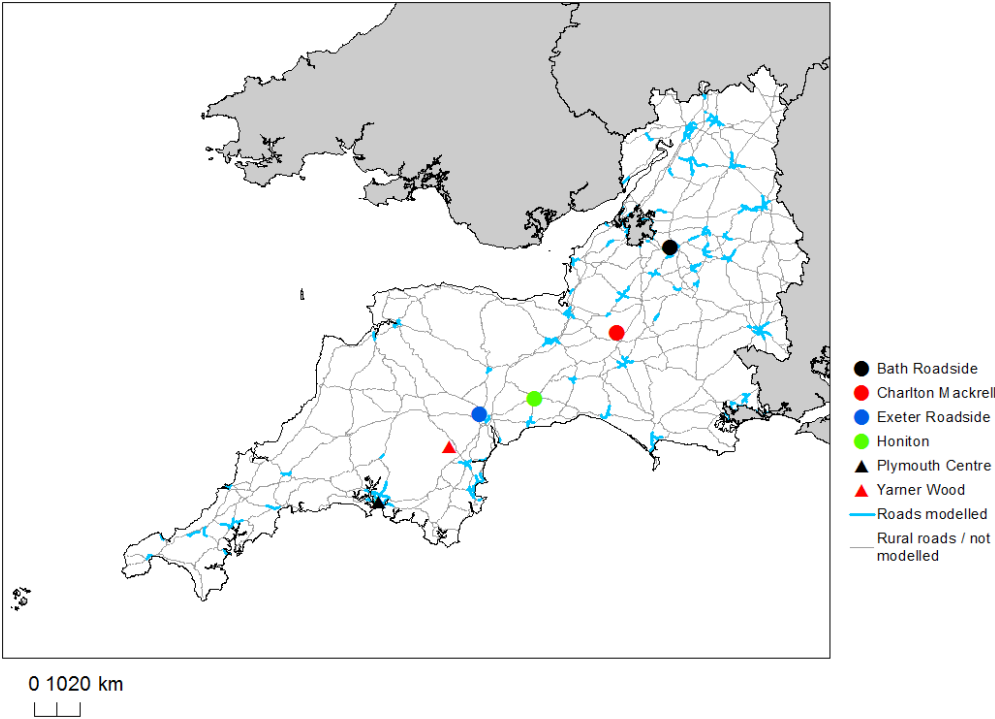 Bath Roadside
Charlton Mackrell
Exeter Roadside
Honiton
Plymouth Centre
Yarner Wood
Roads modelled
Rural roads / not
modelled
0 1020 km